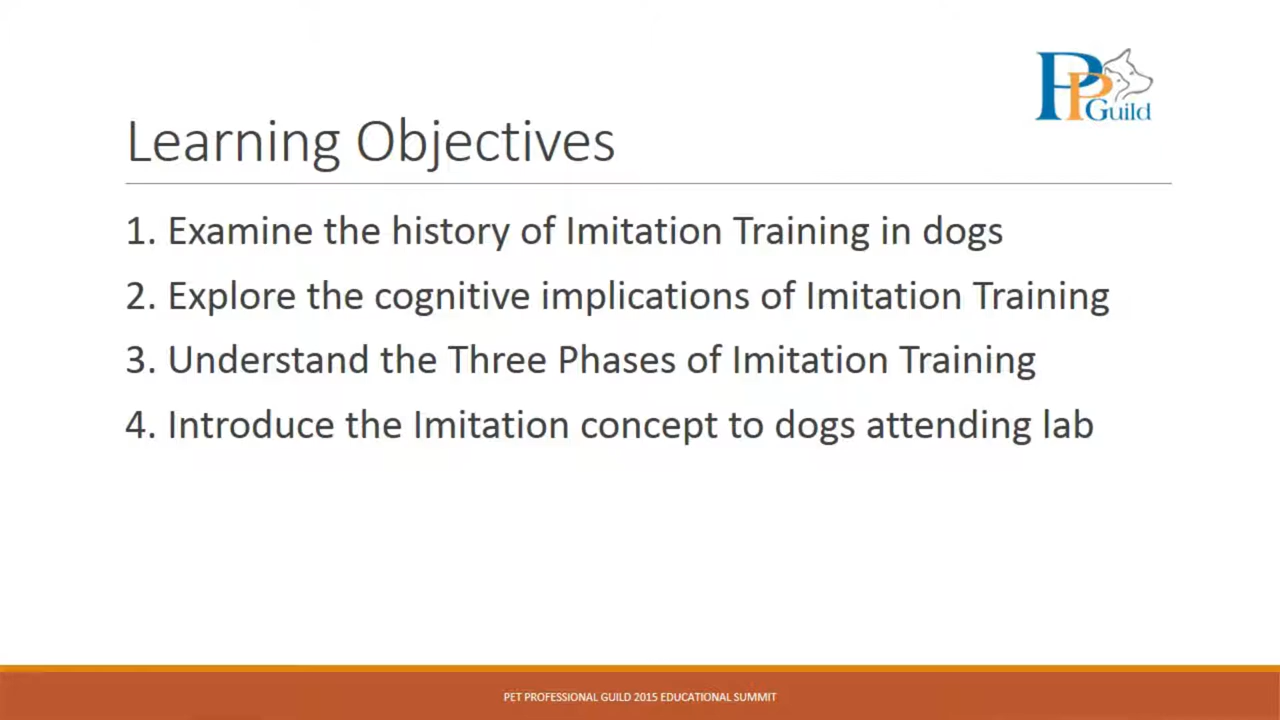 PPGuild
Learning Objectives
1. Examine the history of Imitation Training in dogs
2. Explore the cognitive implications of Imitation Training
3. Understand the Three Phases of Imitation Training
4. Introduce the Imitation concept to dogs attending lab
PET PROFESSIONAL GUILD 2015 EDUCATIONAL SUMMIT